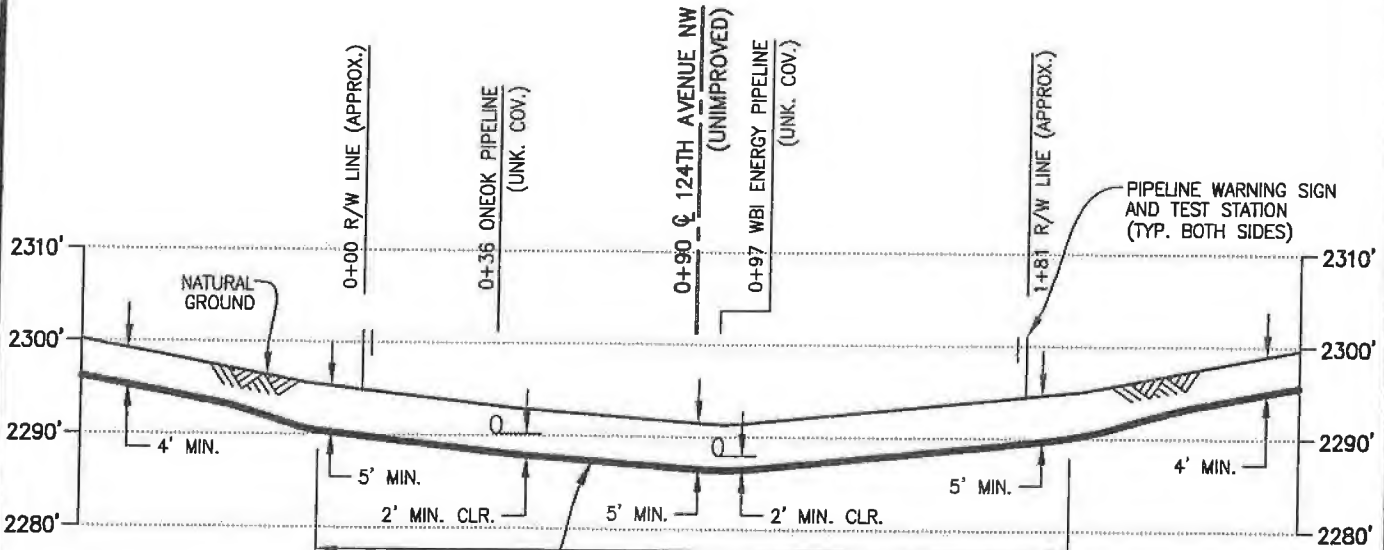 0+00 R/W LINE (APPROX.)
0+36 ONEOK PIPELINE
(UNK. COV.)
0+90 ℄ 124TH AVENUE NW
(UNIMPROVED)
0+97 WBI ENERGY PIPELINE
(UNK. COV.)
1+81 R/W LINE (APPROX.)
PIPELINE WARNING SIGN
AND TEST STATION
(TYP. BOTH SIDES)
2310'
2310'
NATURAL
GROUND
2300'
2300'
2290'
2290'
4' MIN.
5' MIN.
2' MIN. CLR.
5' MIN.
2' MIN. CLR.
5' MIN.
4' MIN.
2280'
2280'